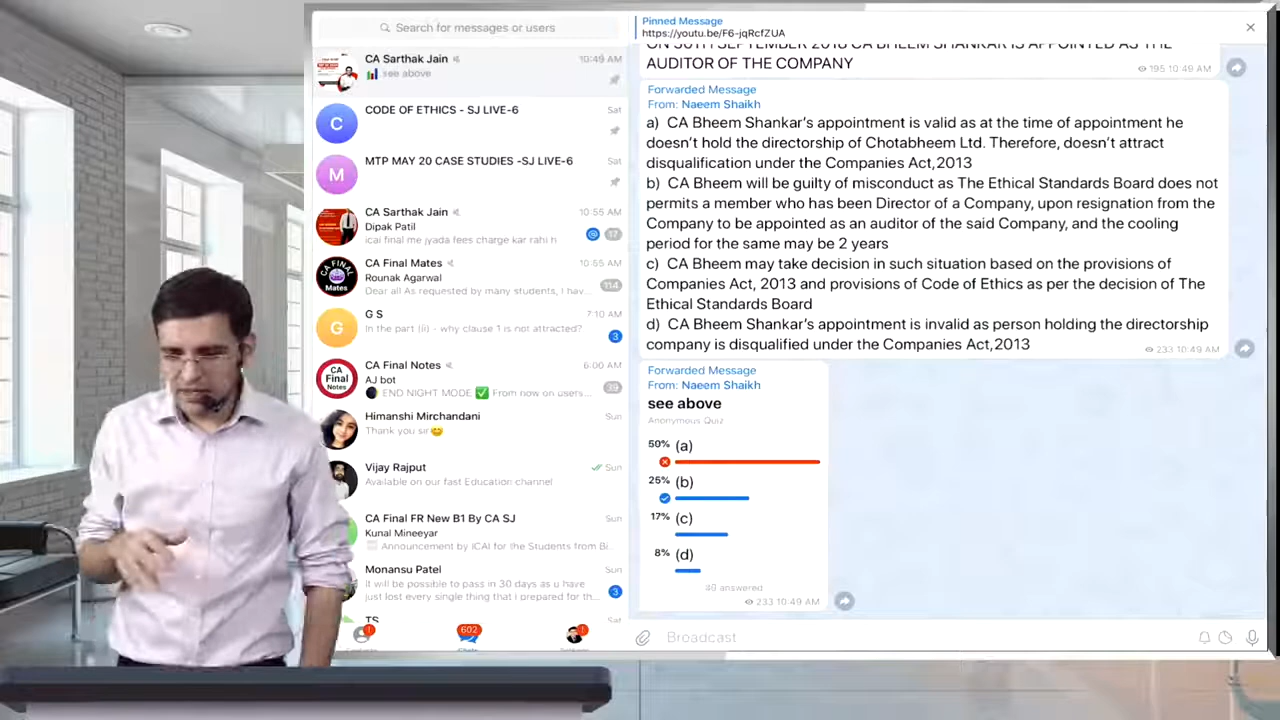 Search for messages or users
CA Sarthak Jain 10:49 AM
see above
C CODE OF ETHICS - SJ LIVE-6 Sat
M MTP MAY 20 CASE STUDIES -SJ LIVE-6 Sat
CA Sarthak Jain 10:55 AM
Dipak Patil
icai final me jyada fees charge kar rahi h 17
CA Final Mates 10:55 AM
Rounak Agarwal
Dear all As requested by many students, I hav... 114
G G S 7:10 AM
In the part (ii) - why clause 1 is not attracted? 3
CA Final Notes 6:00 AM
AJ bot
END NIGHT MODE ✅ From now on users... 39
Himanshi Mirchandani Sun
Thank you sir😊
Vijay Rajput Sun
Available on our fast Education channel
CA Final FR New B1 By CA SJ Sun
Kunal Mineeyar
Announcement by ICAI for the Students from Bi...
Monansu Patel Sun
It will be possible to pass in 30 days as u have
just lost every single thing that i prepared for th... 3
TS Sat
602
Chats
Pinned Message
https://youtu.be/F6-jqRcfZUA
ON 30TH SEPTEMBER 2018 CA BHEEM SHANKAR IS APPOINTED AS THE
AUDITOR OF THE COMPANY
195 10:49 AM
Forwarded Message
From: Naeem Shaikh
a) CA Bheem Shankar's appointment is valid as at the time of appointment he
doesn't hold the directorship of Chotabheem Ltd. Therefore, doesn't attract
disqualification under the Companies Act,2013
b) CA Bheem will be guilty of misconduct as The Ethical Standards Board does not
permits a member who has been Director of a Company, upon resignation from the
Company to be appointed as an auditor of the said Company, and the cooling
period for the same may be 2 years
c) CA Bheem may take decision in such situation based on the provisions of
Companies Act, 2013 and provisions of Code of Ethics as per the decision of The
Ethical Standards Board
d) CA Bheem Shankar's appointment is invalid as person holding the directorship
company is disqualified under the Companies Act,2013
233 10:49 AM
Forwarded Message
From: Naeem Shaikh
see above
Anonymous Quiz
50% (a)
25% (b)
17% (c)
8% (d)
answered
233 10:49 AM
Broadcast